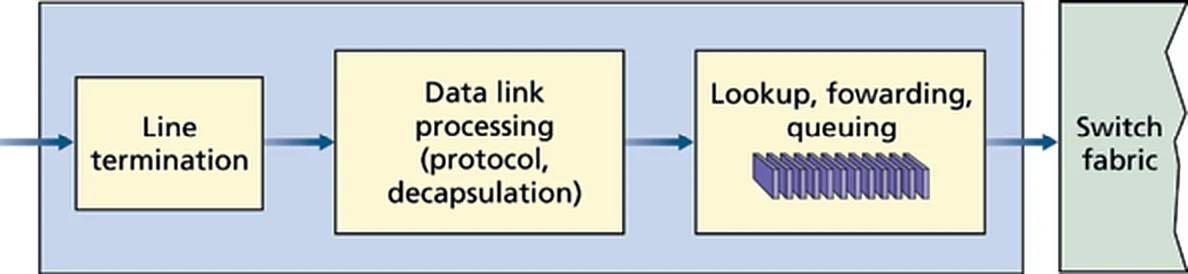 Line
termination
Data link
processing
(protocol,
decapsulation)
Lookup, fowarding,
queuing
Switch
fabric